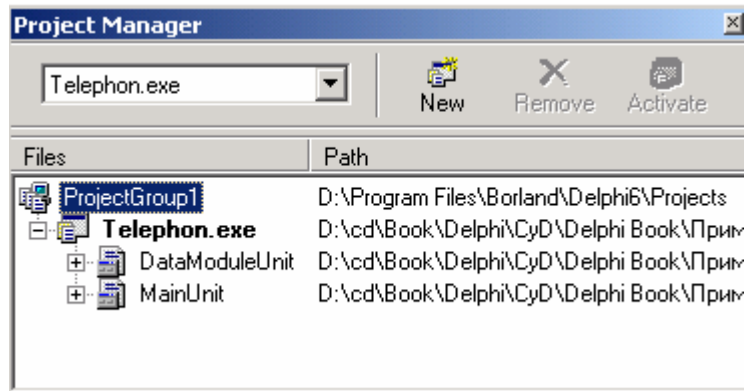 Project Manager
Telephon.exe
New Remove Activate
Files Path
ProjectGroup1 D:\Program Files\Borland\Delphi6\Projects
Telephon.exe D:\cd\Book\Delphi\CyD\Delphi Book\Прим
DataModuleUnit D:\cd\Book\Delphi\CyD\Delphi Book\Прим
MainUnit D:\cd\Book\Delphi\CyD\Delphi Book\Прим